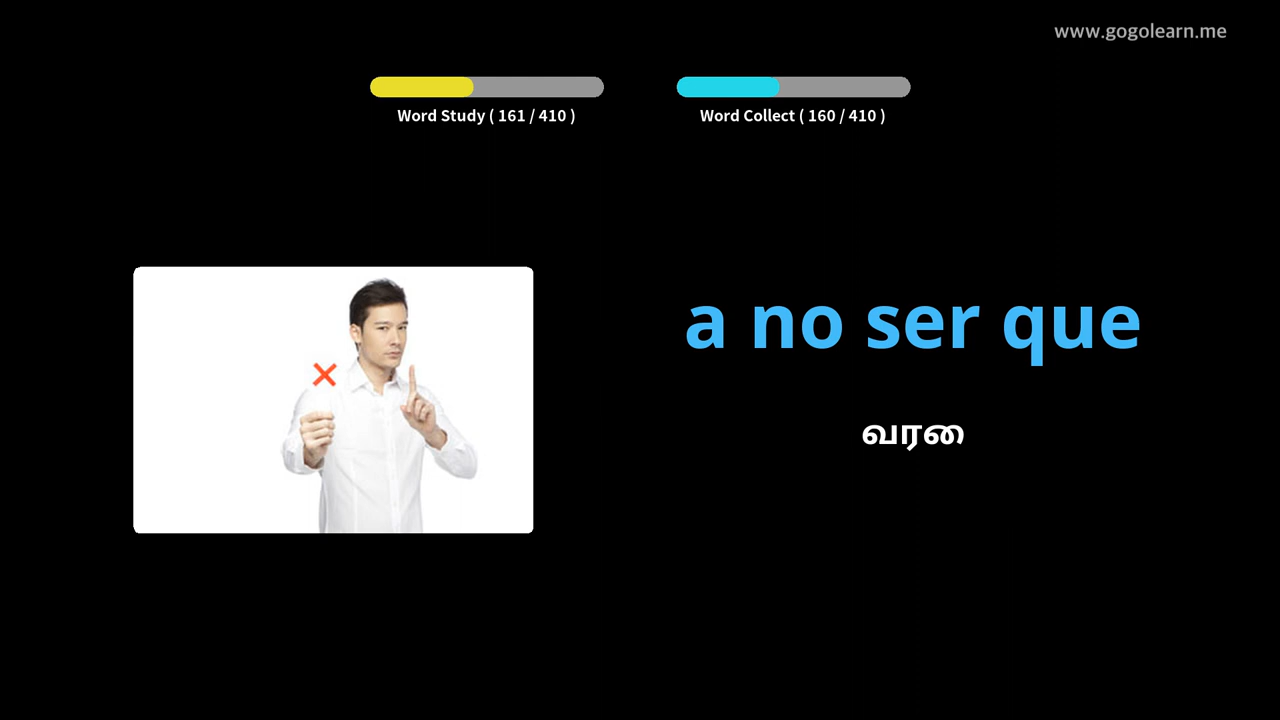 www.gogolearn.me
Word Study ( 161 / 410 )
Word Collect ( 160 / 410 )
a no ser que
வரை